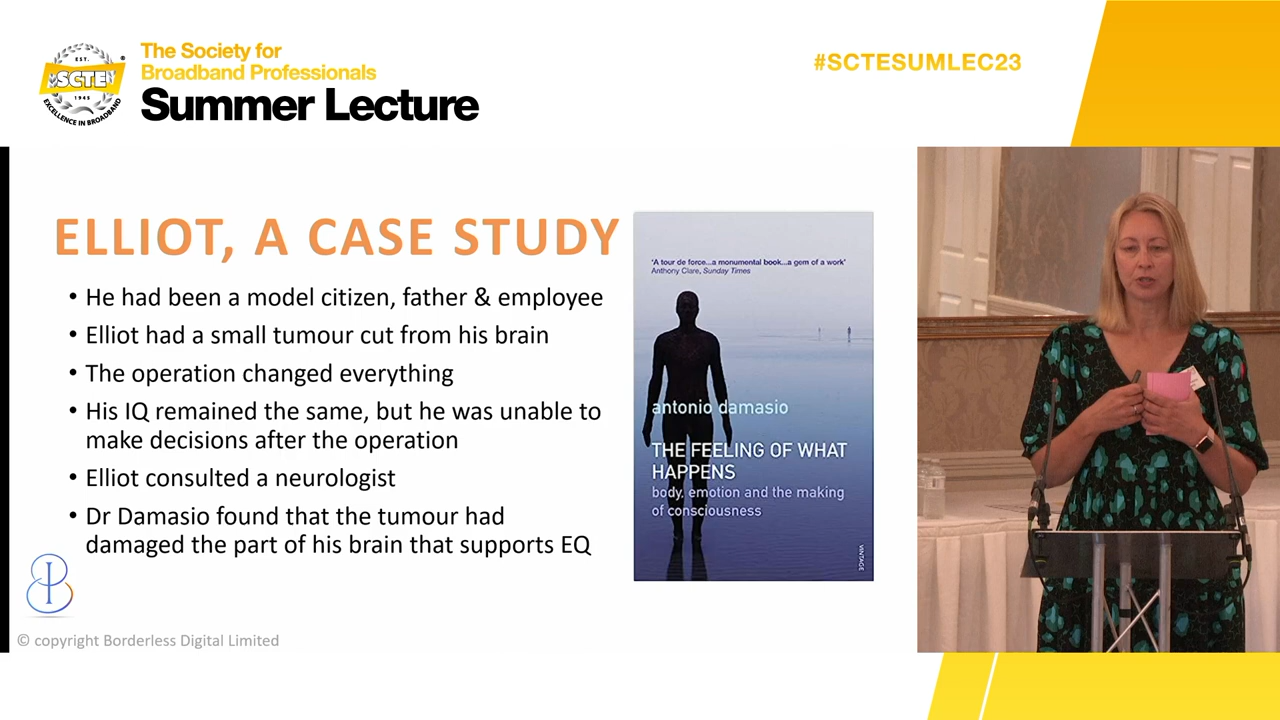 EST.
SCTE
®
1945
EXCELLENCE IN BROADBAND
The Society for
Broadband Professionals
Summer Lecture
#SCTESUMLEC23
ELLIOT, A CASE STUDY
• He had been a model citizen, father & employee
• Elliot had a small tumour cut from his brain
• The operation changed everything
• His IQ remained the same, but he was unable to
make decisions after the operation
• Elliot consulted a neurologist
• Dr Damasio found that the tumour had
damaged the part of his brain that supports EQ
© copyright Borderless Digital Limited
'A tour de force...a monumental book...a gem of a work'
Anthony Clare, Sunday Times
antonio damasio
THE FEELING OF WHAT
HAPPENS
body, emotion and the making
of consciousness
VINTAGE